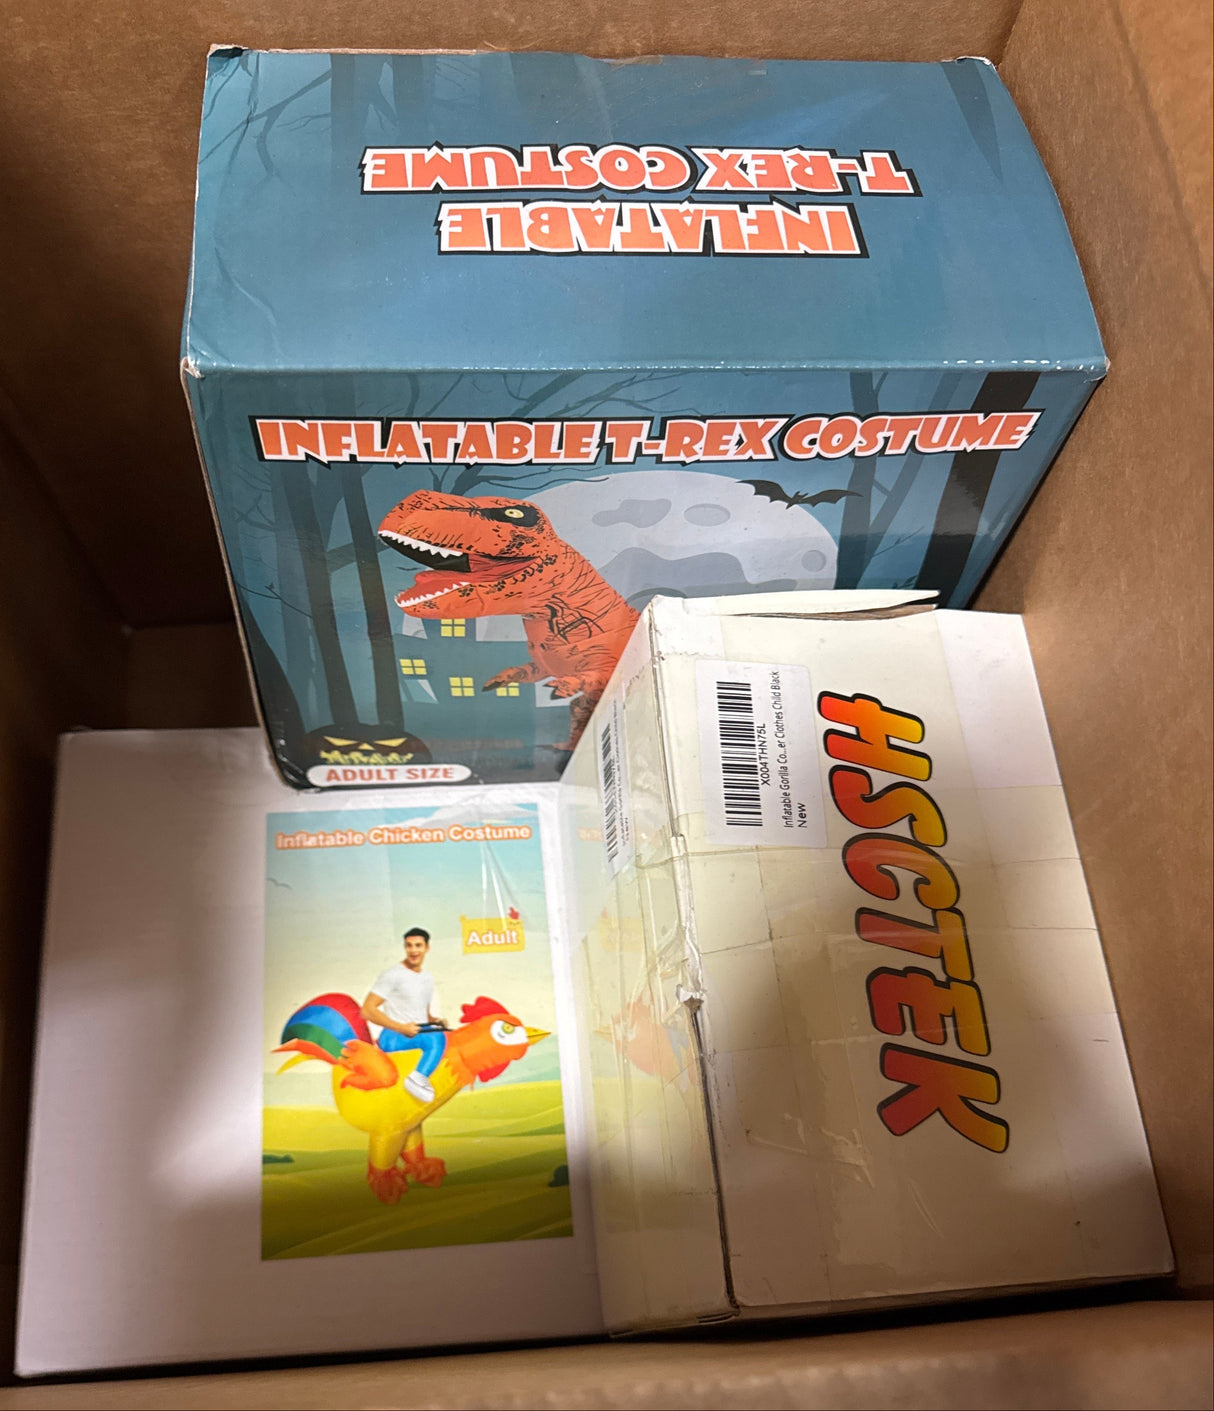 INFLATABLE
T-REX COSTUME
INFLATABLE T-REX COSTUME
ADULT SIZE
Inflatable Chicken Costume
Adult
X004THN75L
Inflatable Gorilla Co...er Clothes Child Black
New
HSCTEK